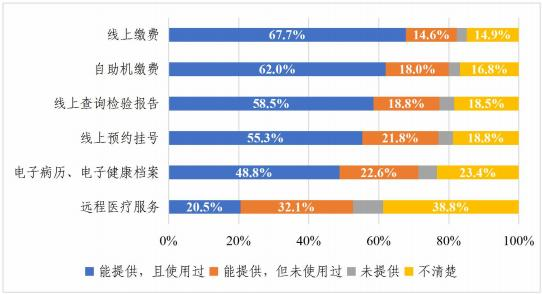 线上缴费 67.7% 14.6% 14.9%
自助机缴费 62.0% 18.0% 16.8%
线上查询检验报告 58.5% 18.8% 18.5%
线上预约挂号 55.3% 21.8% 18.8%
电子病历、电子健康档案 48.8% 22.6% 23.4%
远程医疗服务 20.5% 32.1% 38.8%
0% 20% 40% 60% 80% 100%
能提供，且使用过 能提供，但未使用过 未提供 不清楚